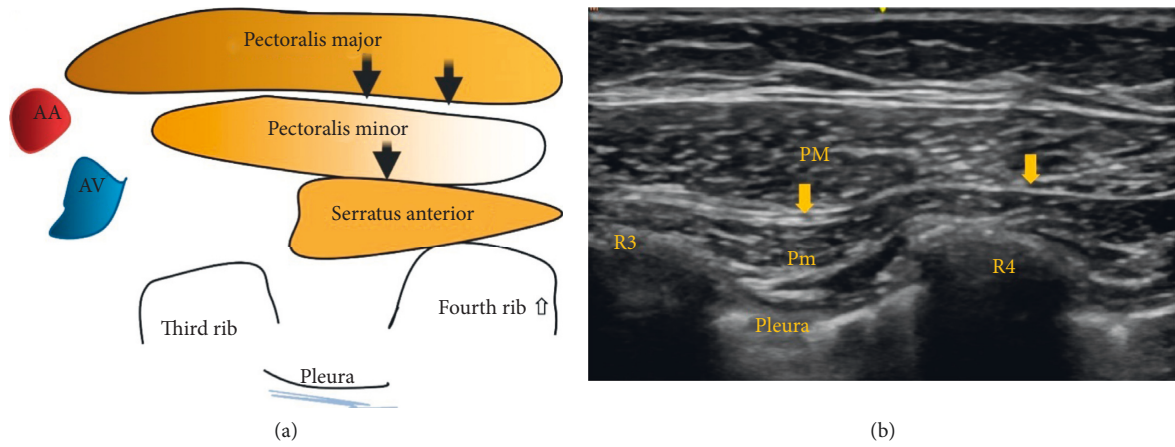 Pectoralis major
AA
Pectoralis minor
AV
Serratus anterior
Third rib
Fourth rib ⇧
Pleura
(a)
PM
R3
Pm
R4
Pleura
(b)